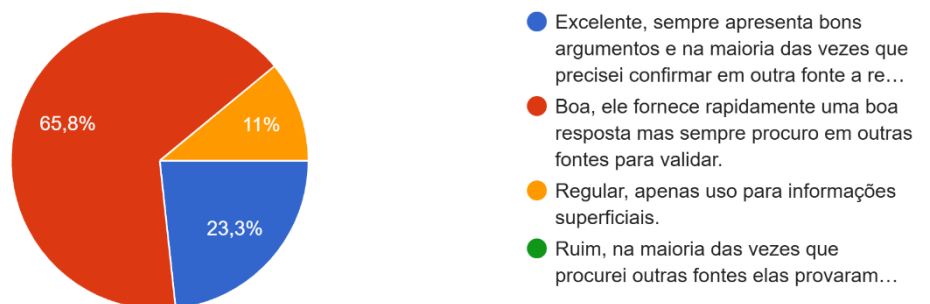 65,8%
11%
23,3%
Excelente, sempre apresenta bons
argumentos e na maioria das vezes que
precisei confirmar em outra fonte a re…
Boa, ele fornece rapidamente uma boa
resposta mas sempre procuro em outras
fontes para validar.
Regular, apenas uso para informações
superficiais.
Ruim, na maioria das vezes que
procurei outras fontes elas provaram…